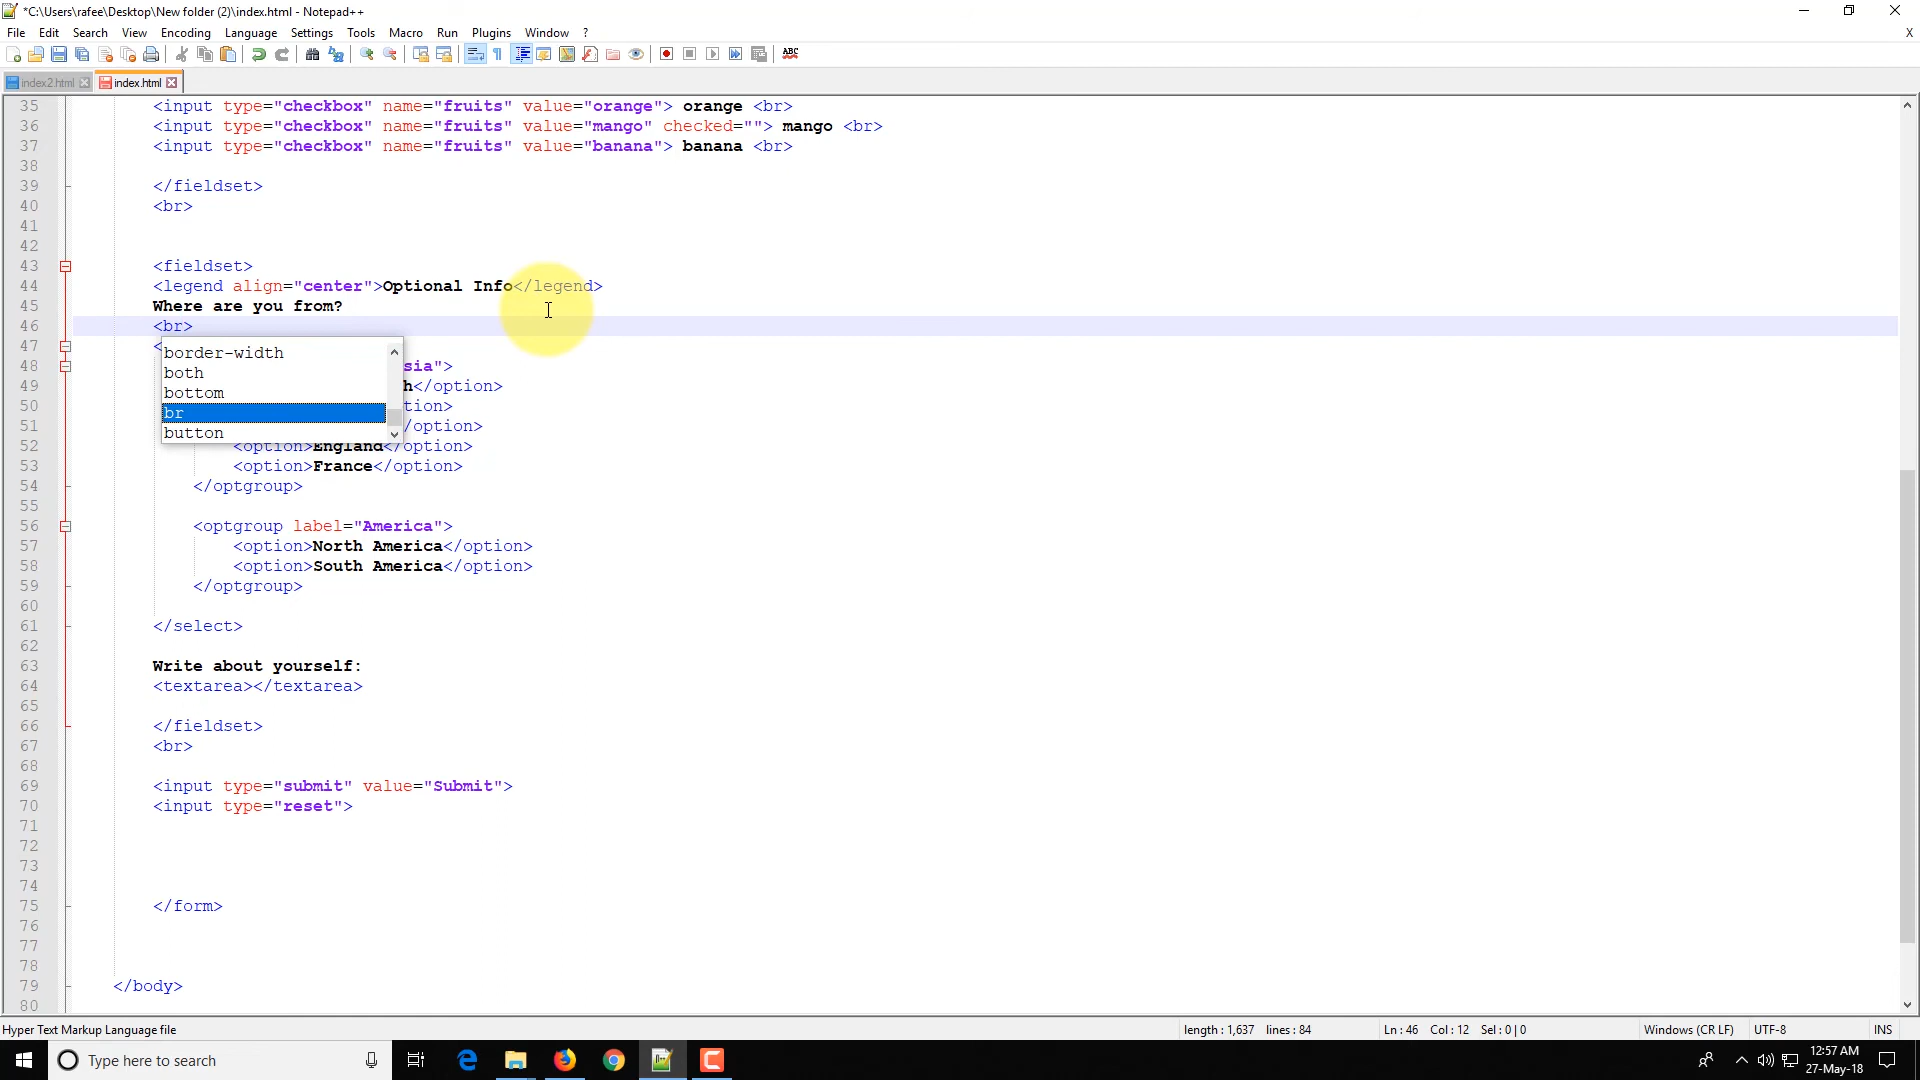 *C:\Users\rafee\Desktop\New folder (2)\index.html - Notepad++
File Edit Search View Encoding Language Settings Tools Macro Run Plugins Window ? X
ABC
index2.html index.html
35 <input type="checkbox" name="fruits" value="orange"> orange <br>
36 <input type="checkbox" name="fruits" value="mango" checked=""> mango <br>
37 <input type="checkbox" name="fruits" value="banana"> banana <br>
38
39 </fieldset>
40 <br>
41
42
43 <fieldset>
44 <legend align="center">Optional Info</legend>
45 Where are you from?
46 <br>
47 <
border-width
48 sia">
both
49 h</option>
bottom
50 tion>
br
51 /option>
button
52 <option>England</option>
53 <option>France</option>
54 </optgroup>
55
56 <optgroup label="America">
57 <option>North America</option>
58 <option>South America</option>
59 </optgroup>
60
61 </select>
62
63 Write about yourself:
64 <textarea></textarea>
65
66 </fieldset>
67 <br>
68
69 <input type="submit" value="Submit">
70 <input type="reset">
71
72
73
74
75 </form>
76
77
78
79 </body>
80
Hyper Text Markup Language file length : 1,637 lines : 84 Ln : 46 Col : 12 Sel : 0 | 0 Windows (CR LF) UTF-8 INS
Type here to search 12:57 AM
27-May-18